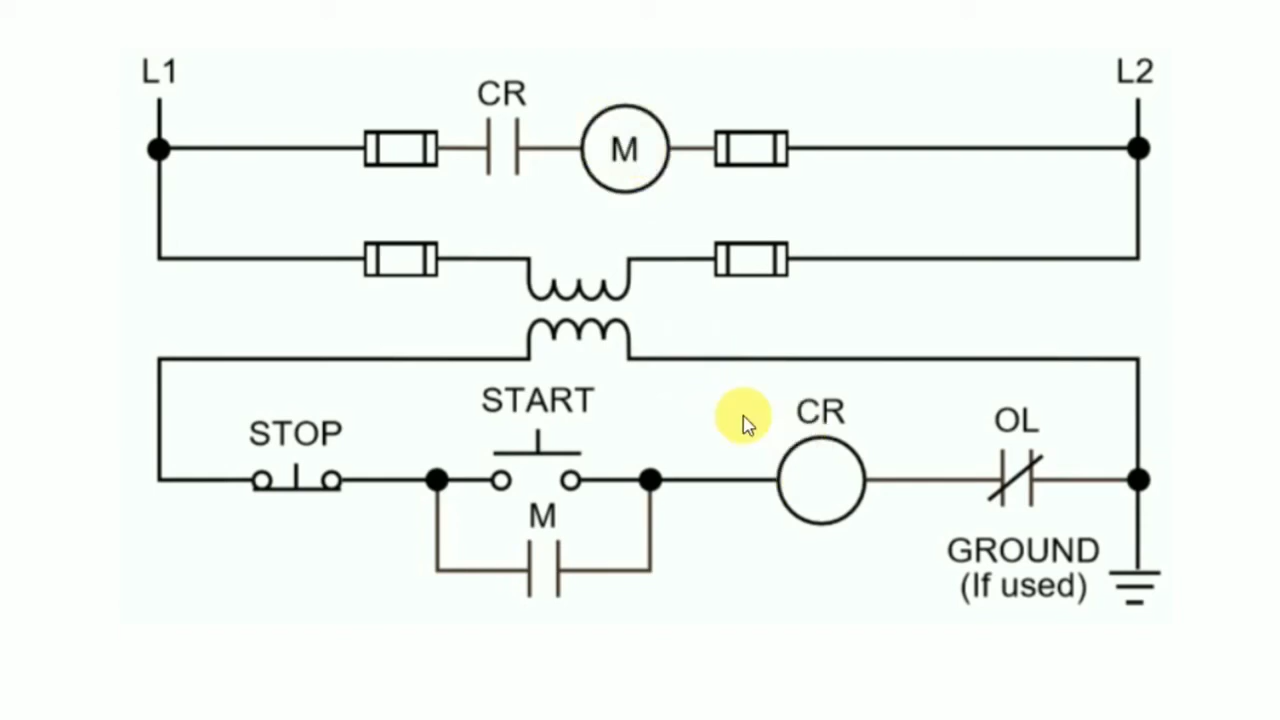 L1
L2
CR
M
START
STOP
CR
OL
M
GROUND
(If used)